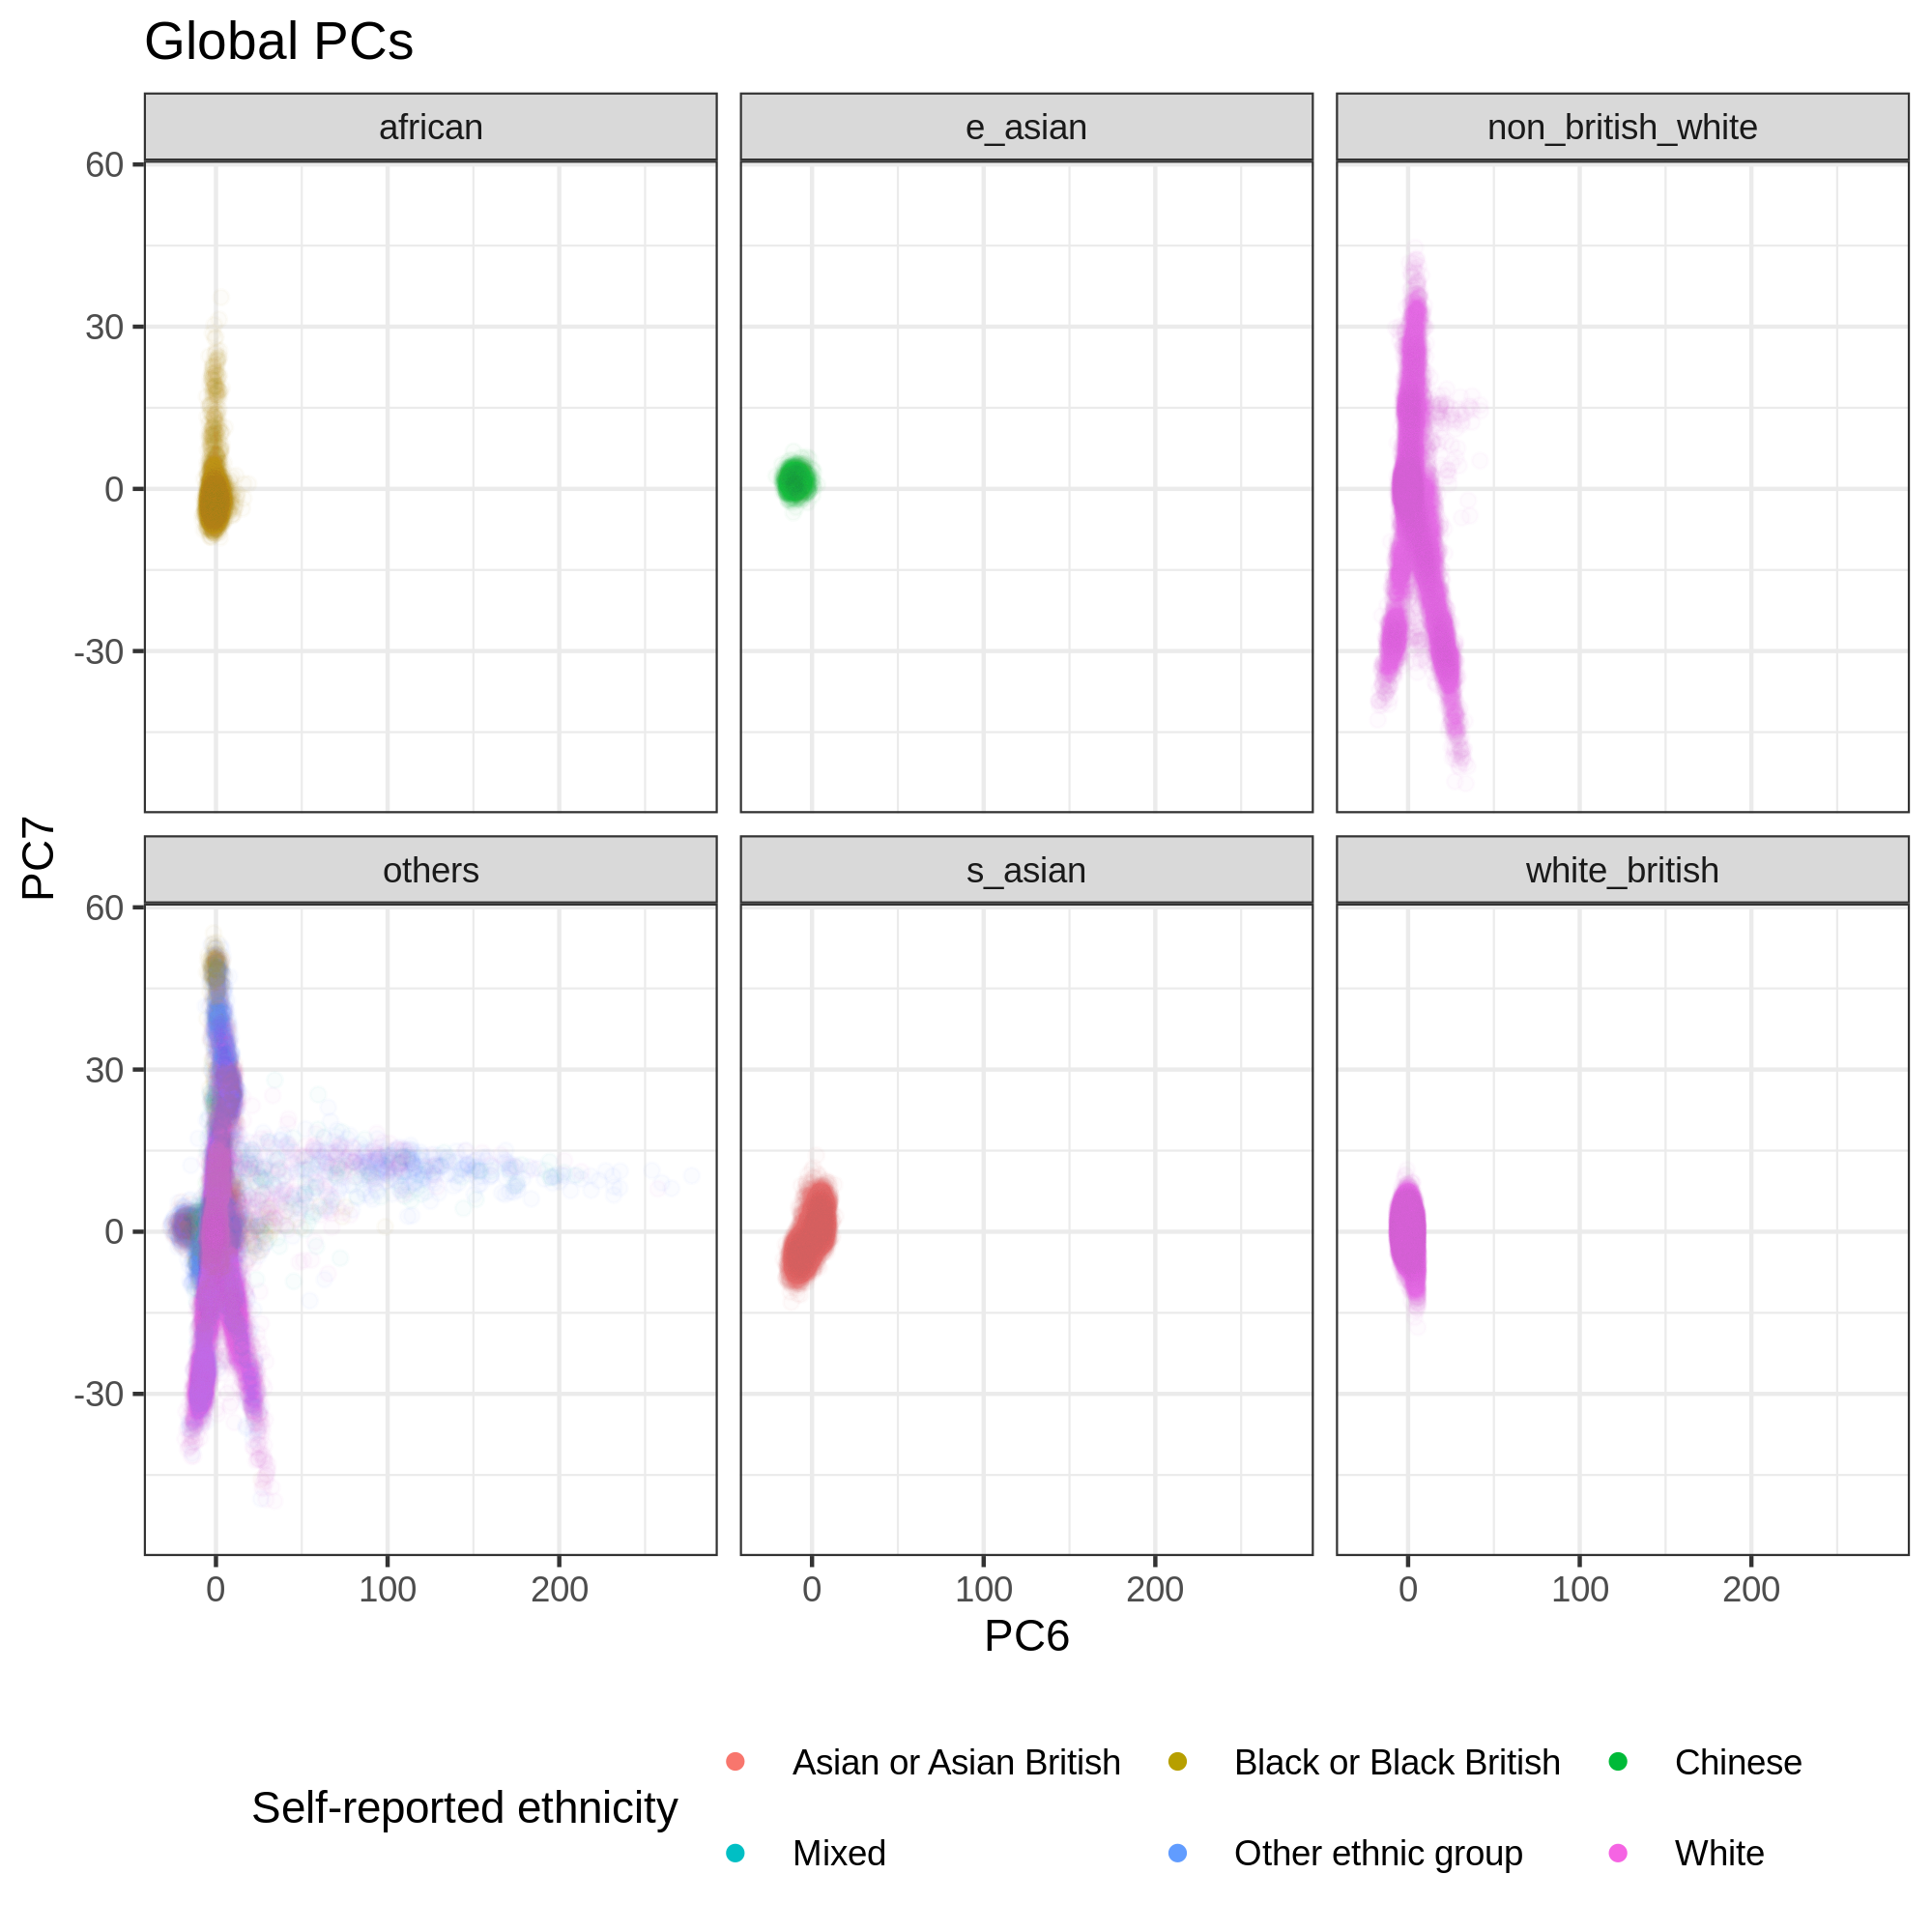 Global PCs
african
e_asian
non_british_white
60
30
0
-30
PC7
others
s_asian
white_british
60
30
0
-30
0 100 200
0 100 200
0 100 200
PC6
Self-reported ethnicity
Asian or Asian British
Black or Black British
Chinese
Mixed
Other ethnic group
White